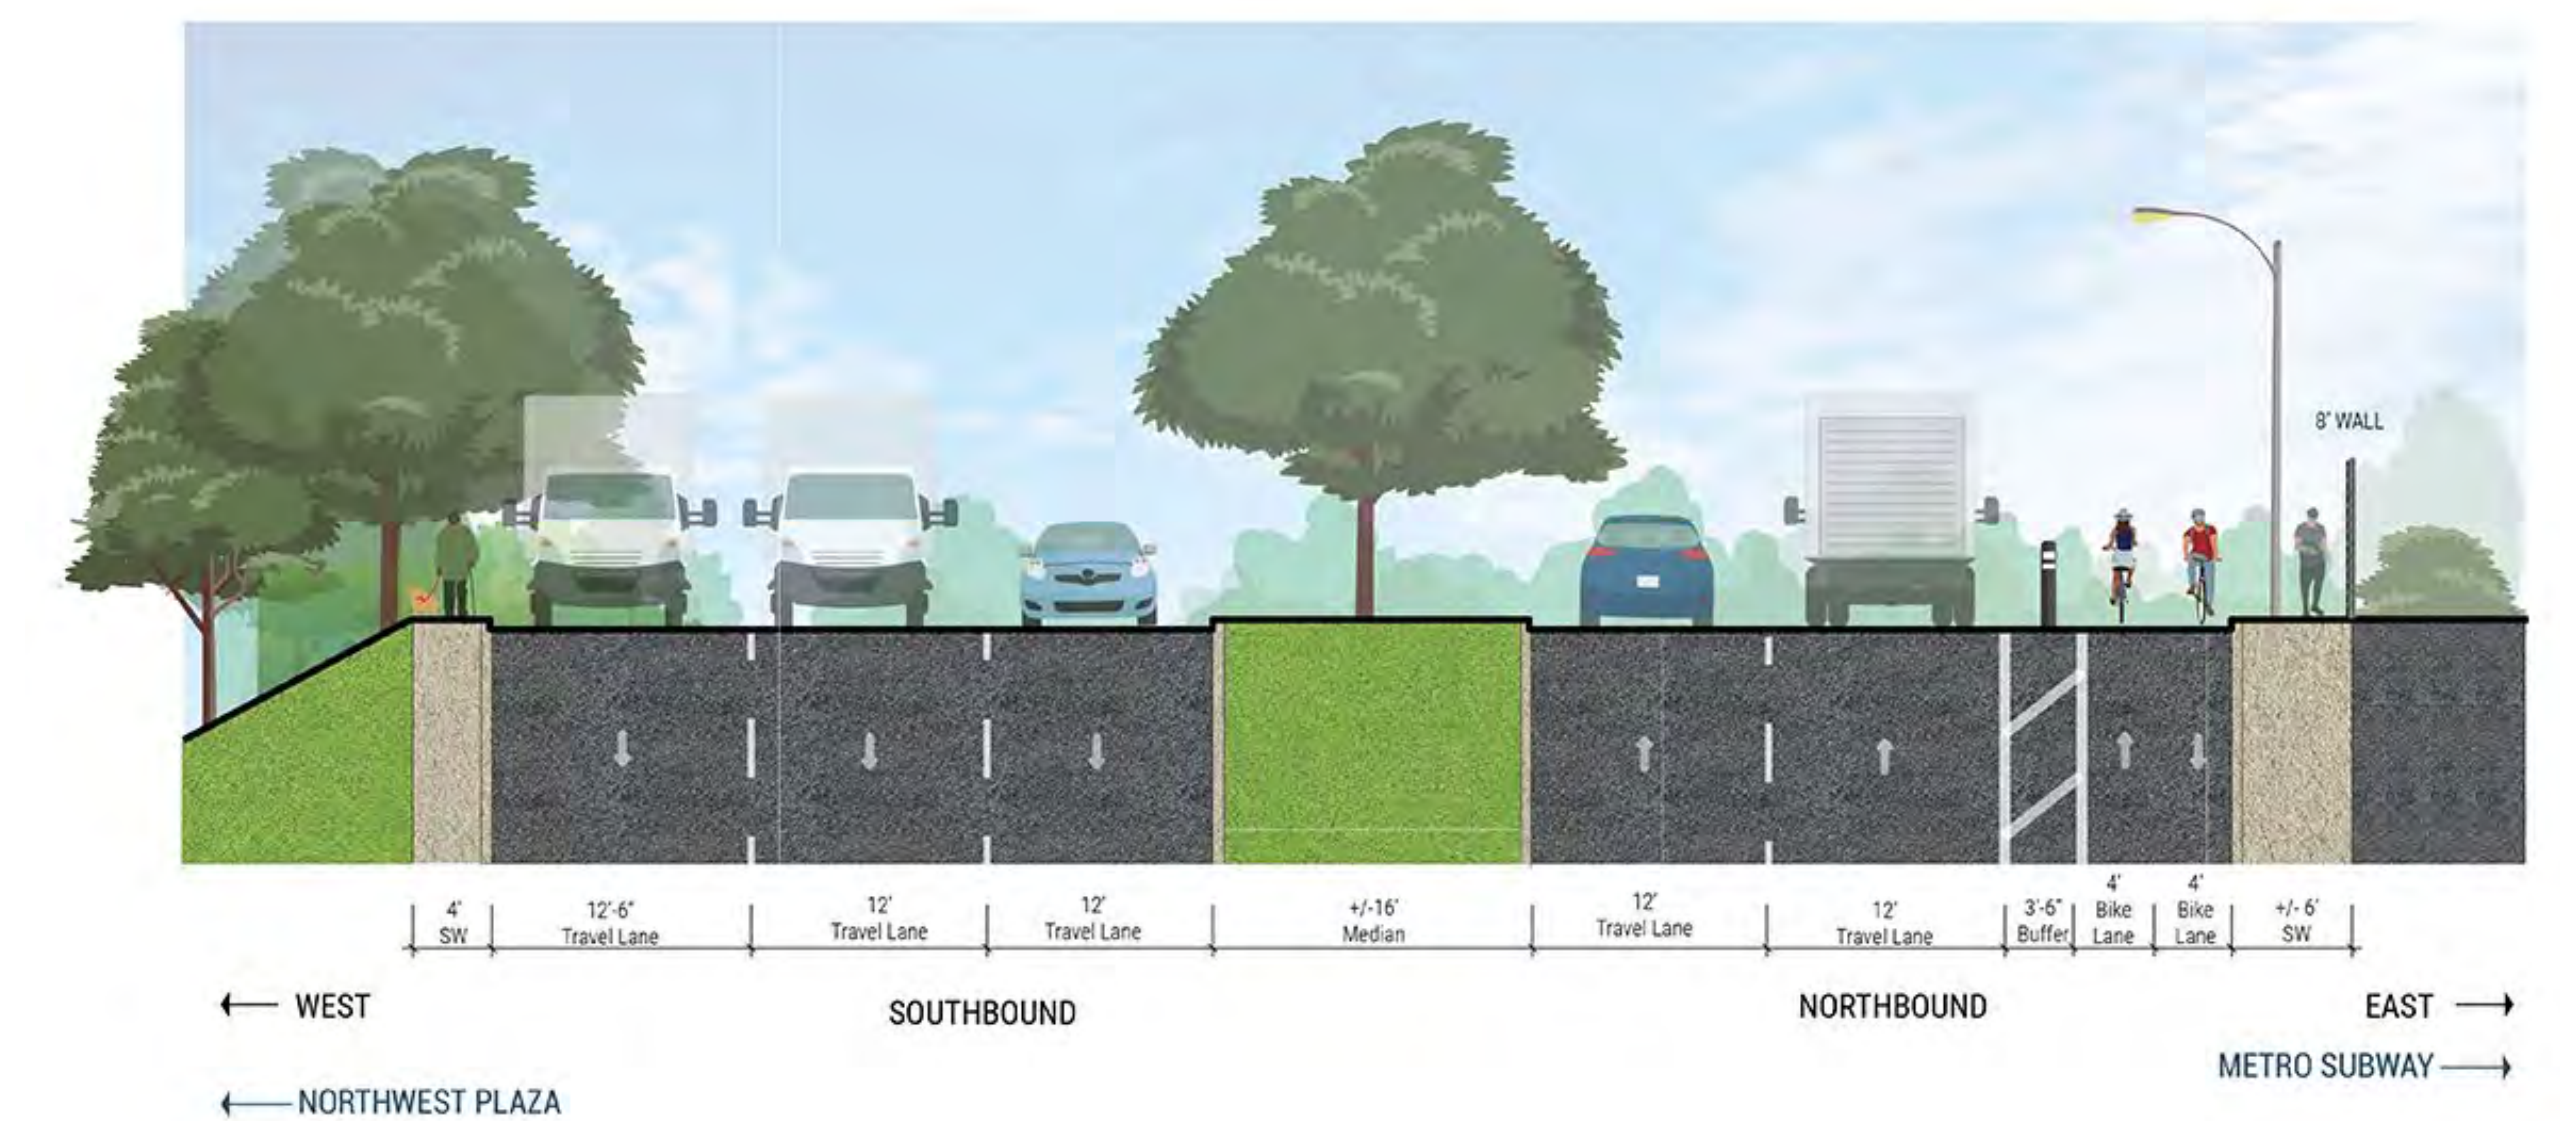 8' WALL
4'
SW
12'-6"
Travel Lane
12'
Travel Lane
12'
Travel Lane
+/-16'
Median
12'
Travel Lane
12'
Travel Lane
3'-6"
Buffer
4'
Bike
Lane
4'
Bike
Lane
+/- 6'
SW
WEST
SOUTHBOUND
NORTHBOUND
EAST
METRO SUBWAY
NORTHWEST PLAZA